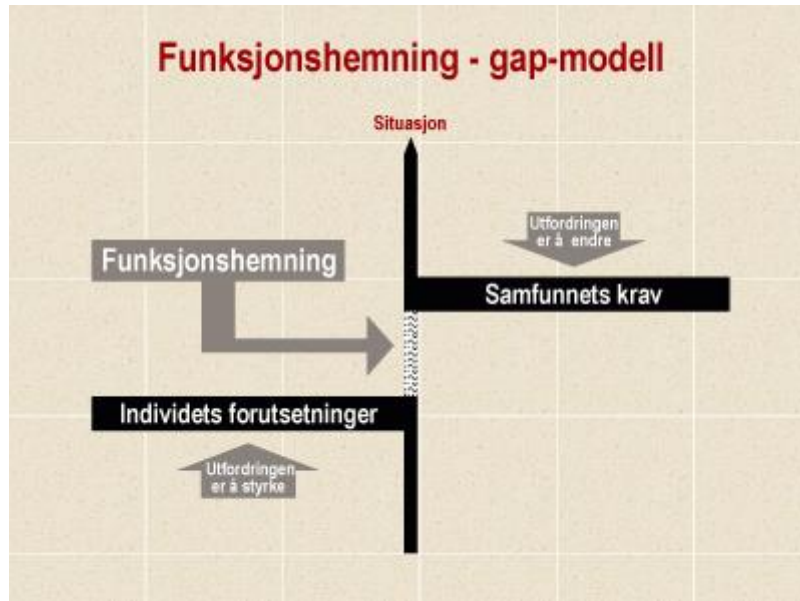 Funksjonshemning - gap-modell
Situasjon
Utfordringen
er å endre
Funksjonshemning
Samfunnets krav
Individets forutsetninger
Utfordringen
er å styrke